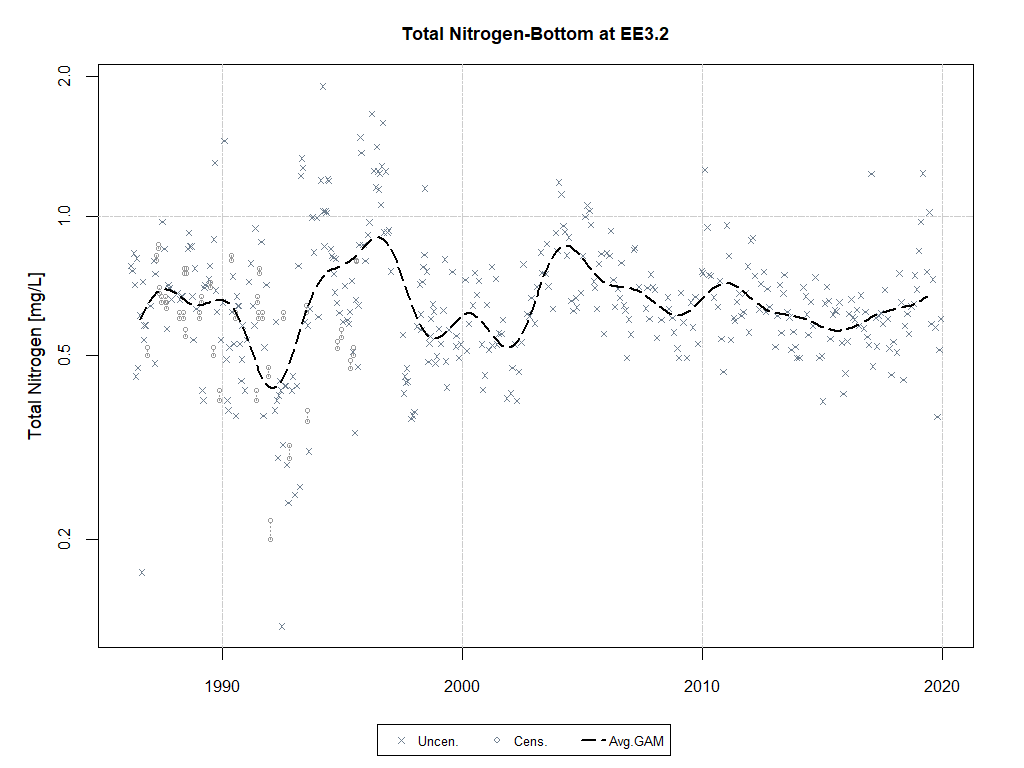 Total Nitrogen-Bottom at EE3.2
Total Nitrogen [mg/L]
2.0
1.0
0.5
0.2
1990 2000 2010 2020
Uncen. Cens. Avg.GAM